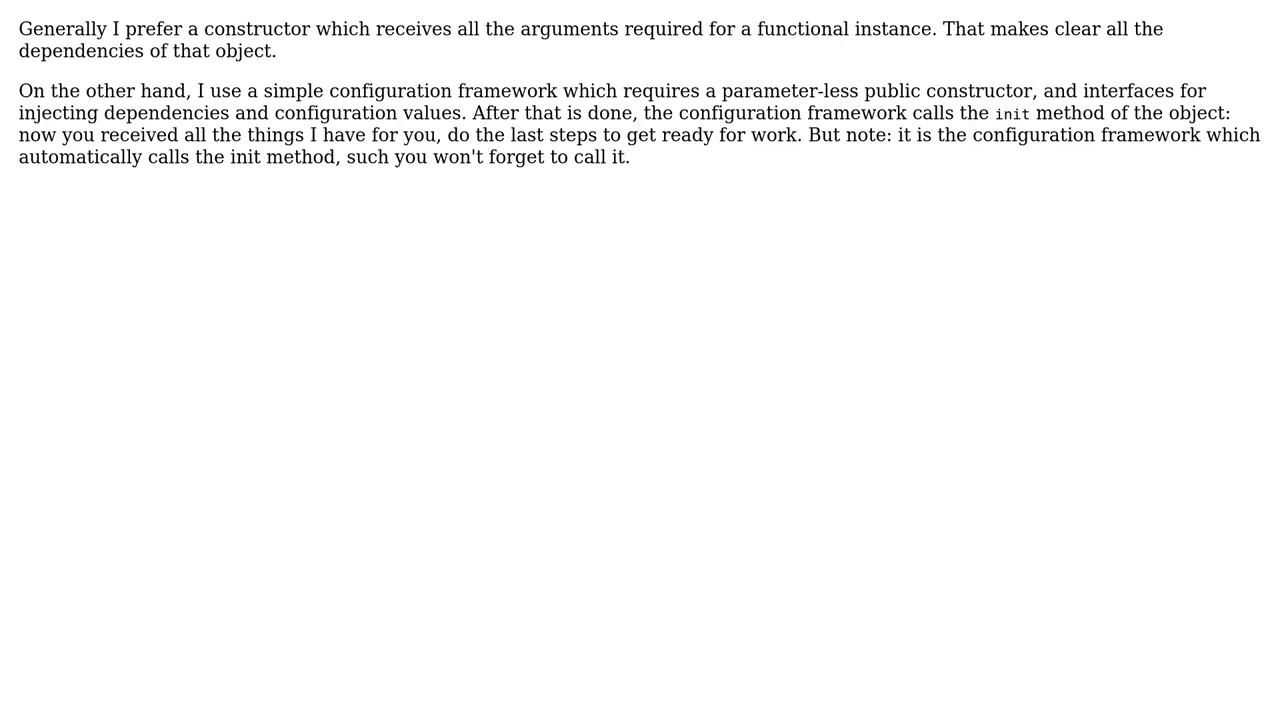 Generally I prefer a constructor which receives all the arguments required for a functional instance. That makes clear all the
dependencies of that object.
On the other hand, I use a simple configuration framework which requires a parameter-less public constructor, and interfaces for
injecting dependencies and configuration values. After that is done, the configuration framework calls the init method of the object:
now you received all the things I have for you, do the last steps to get ready for work. But note: it is the configuration framework which
automatically calls the init method, such you won't forget to call it.